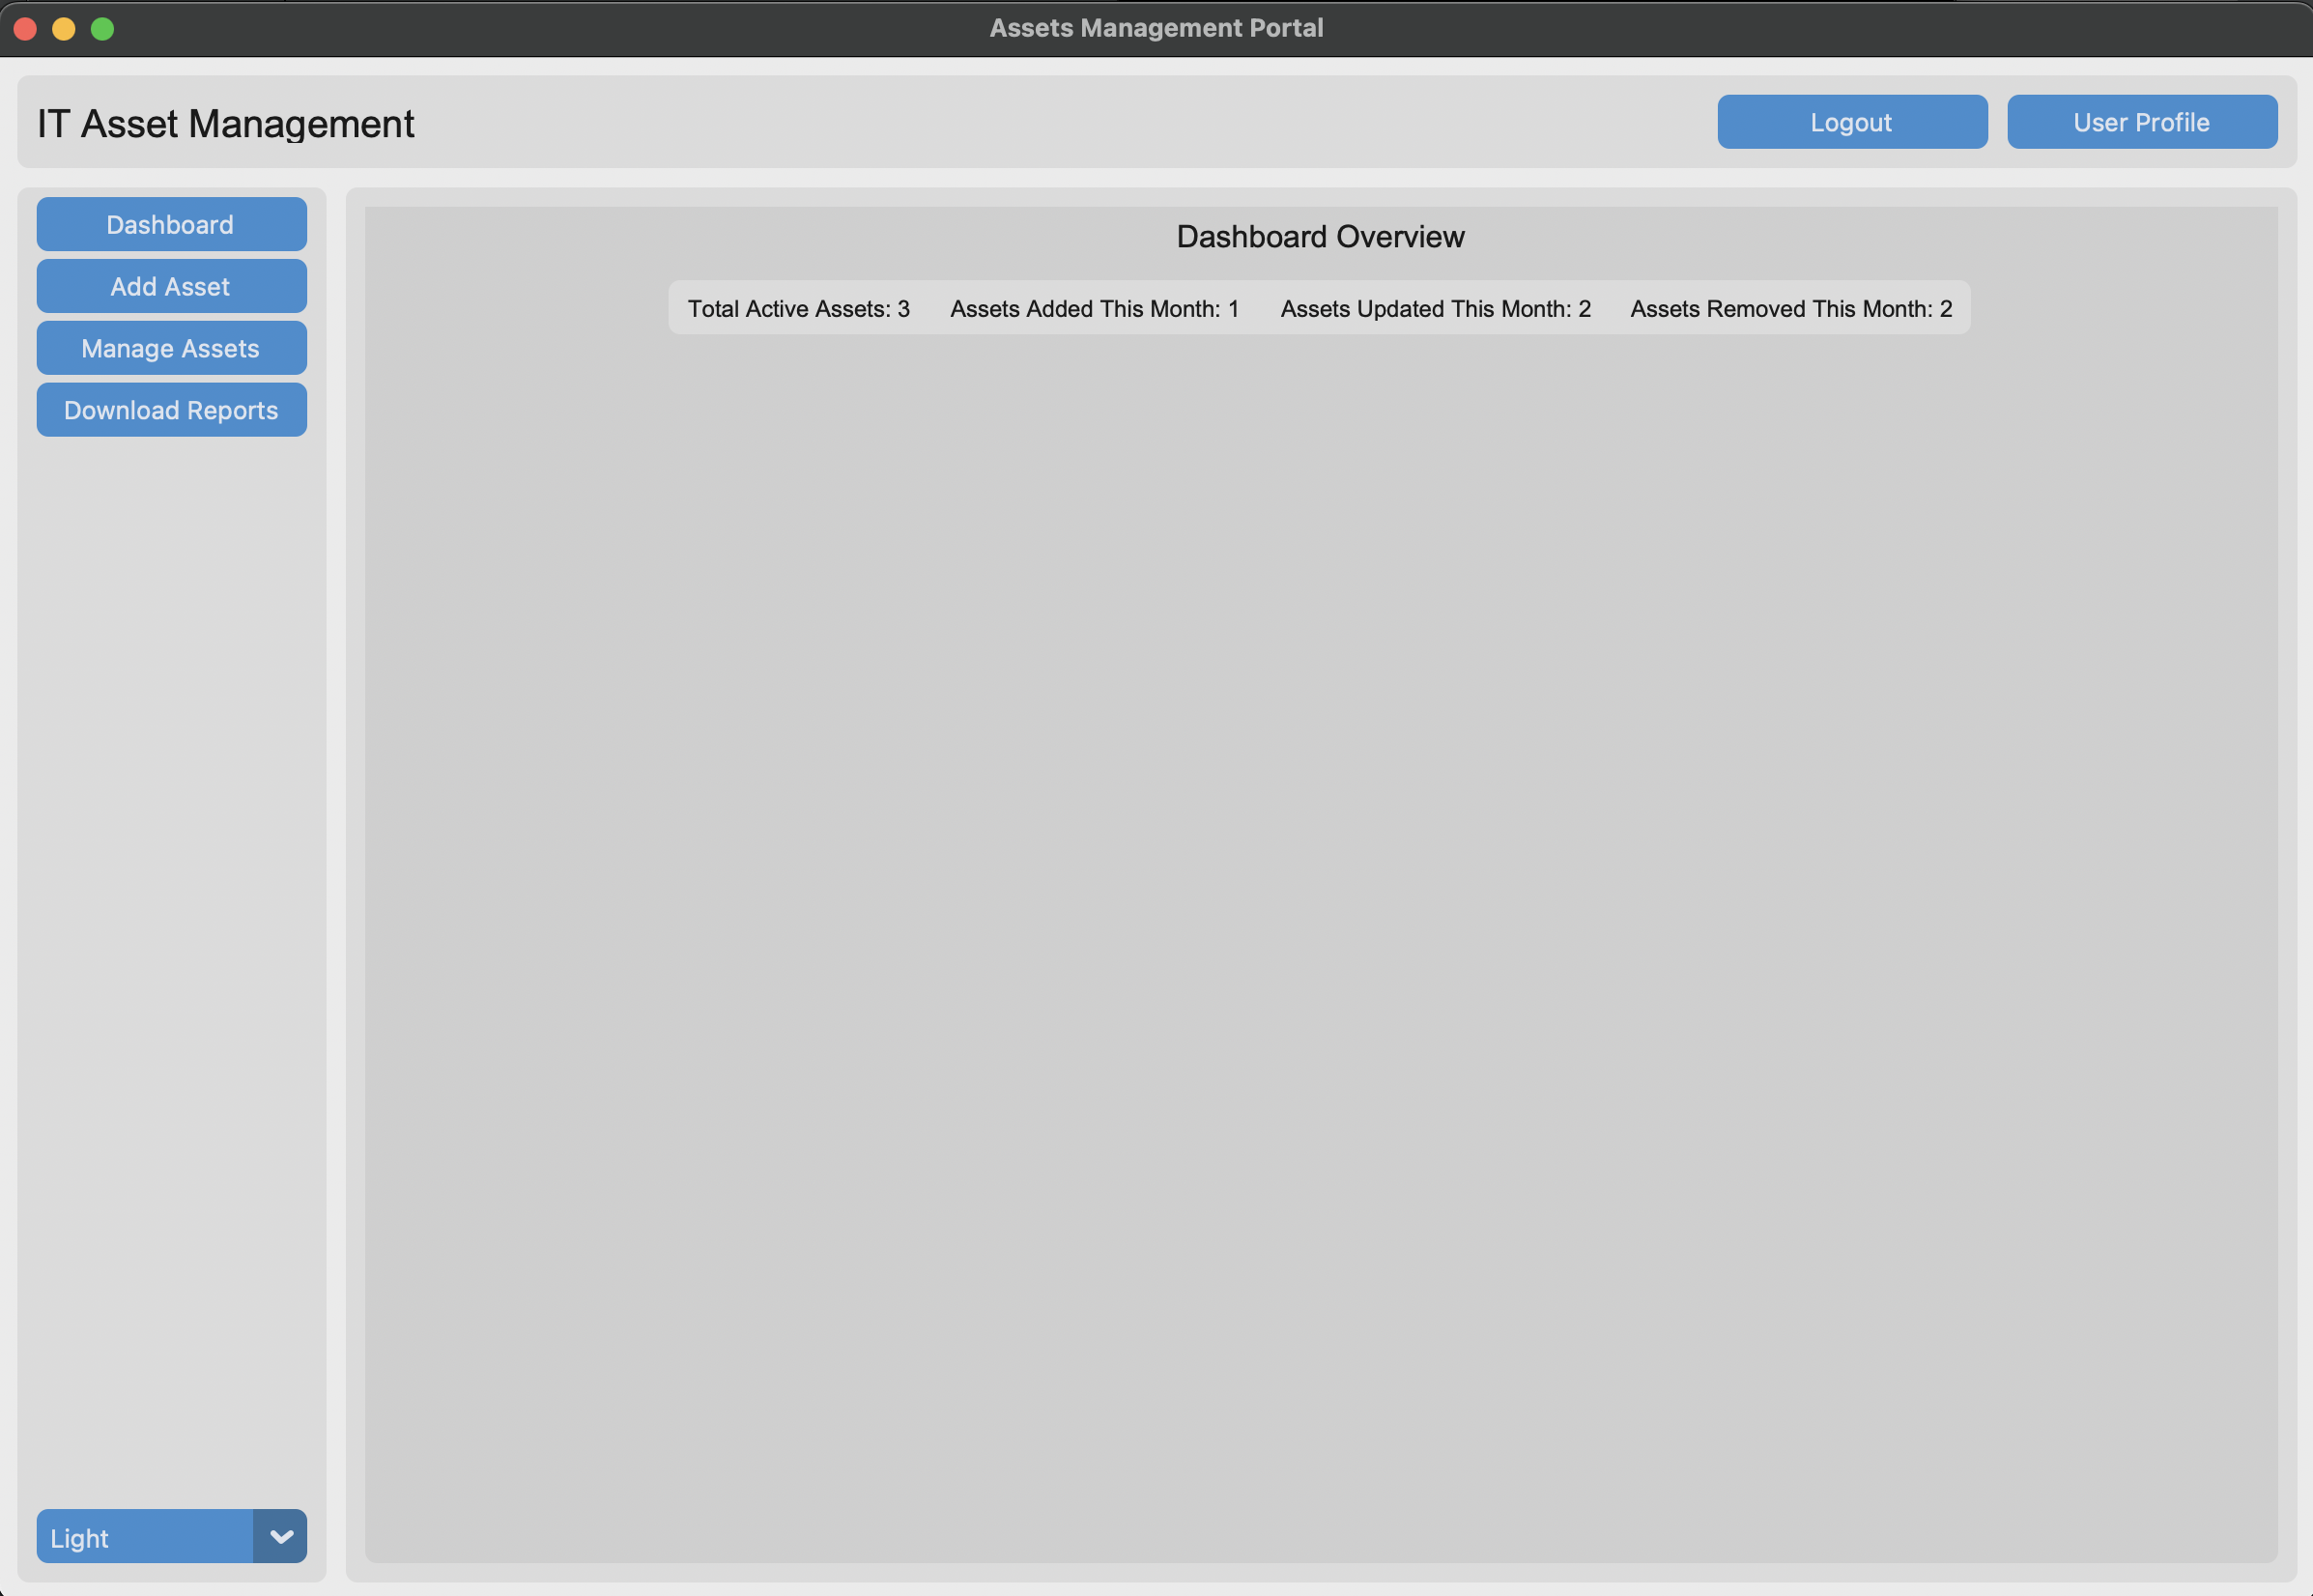 Assets Management Portal
IT Asset Management
Logout
User Profile
Dashboard
Add Asset
Manage Assets
Download Reports
Dashboard Overview
Total Active Assets: 3 Assets Added This Month: 1 Assets Updated This Month: 2 Assets Removed This Month: 2
Light